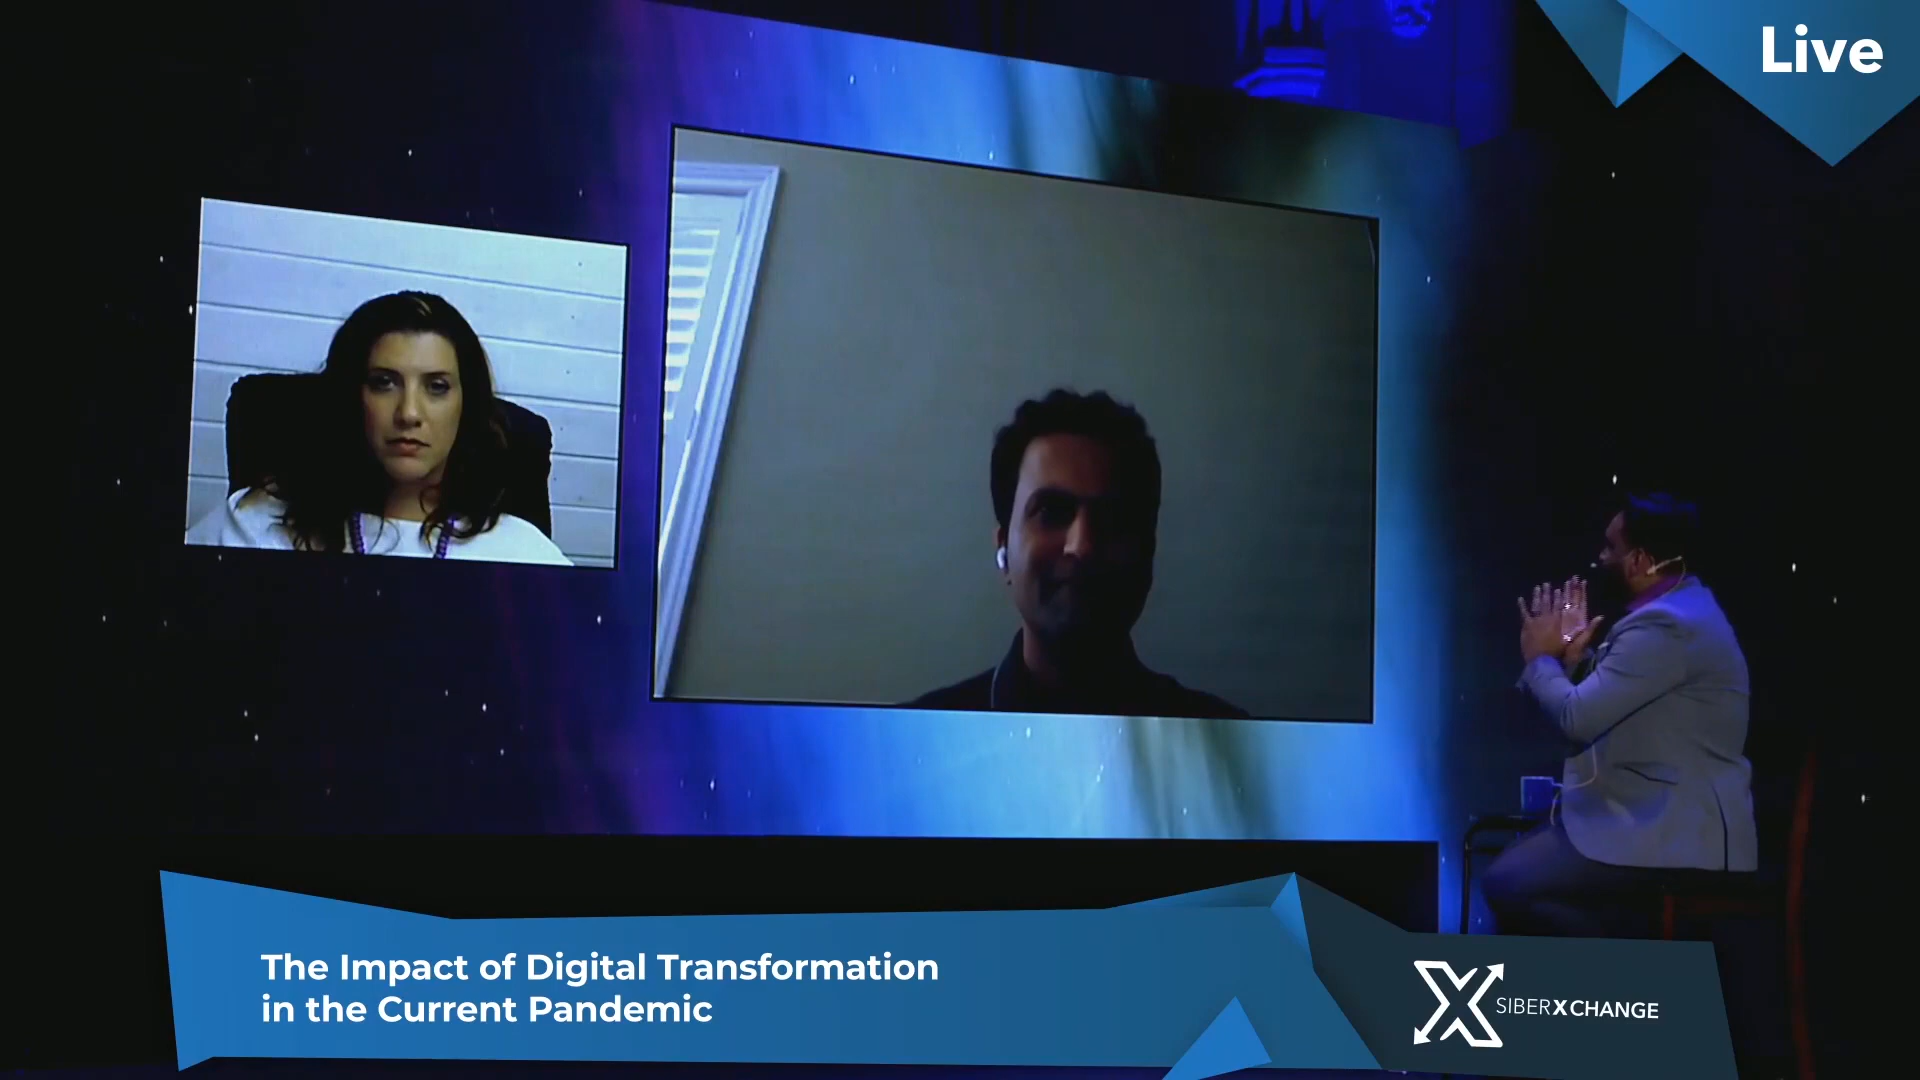 Live
The Impact of Digital Transformation
in the Current Pandemic
SIBERXCHANGE